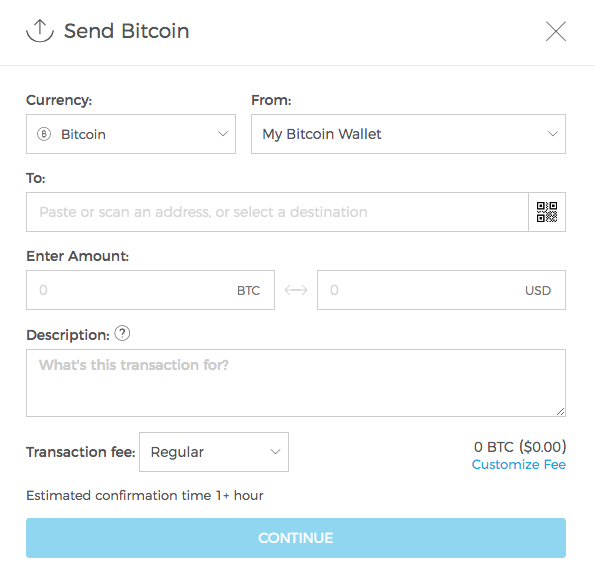 Send Bitcoin
Currency:
From:
Bitcoin
My Bitcoin Wallet
To:
Paste or scan an address, or select a destination
Enter Amount:
0 BTC
0 USD
Description: ?
What's this transaction for?
Transaction fee: Regular
0 BTC ($0.00)
Customize Fee
Estimated confirmation time 1+ hour
CONTINUE